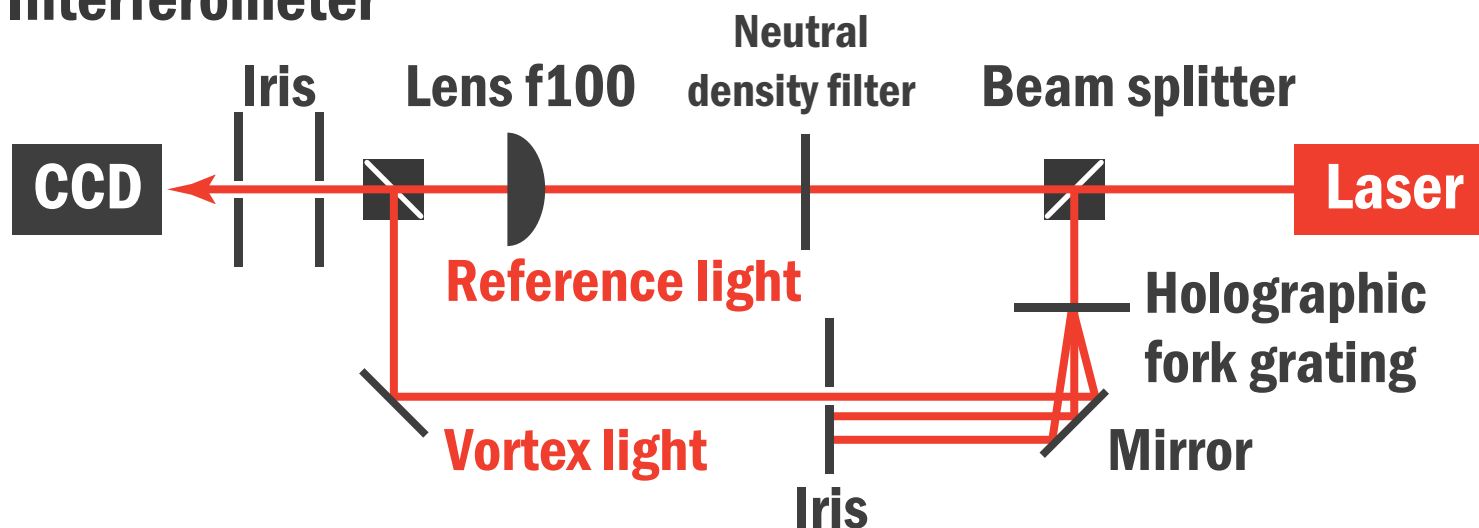 Interferometer
Iris
Lens f100
Neutral
density filter
Beam splitter
CCD
Laser
Reference light
Holographic
fork grating
Vortex light
Mirror
Iris